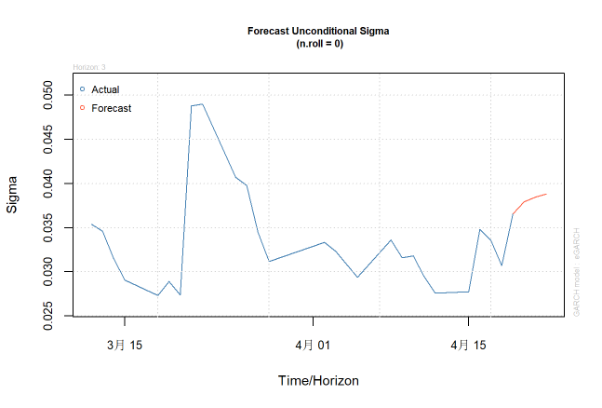 Forecast Unconditional Sigma
(n.roll = 0)
Horizon: 3
Actual
Forecast
0.050
0.045
0.040
0.035
0.030
0.025
Sigma
3月 15
4月 01
4月 15
Time/Horizon
GARCH model : eGARCH